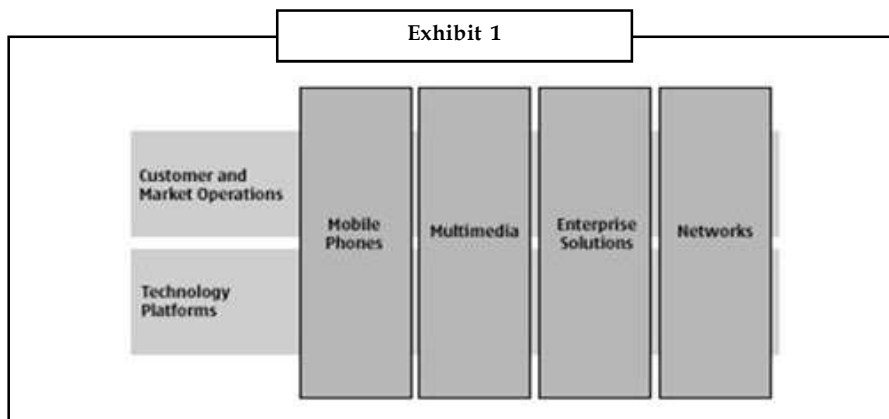 Exhibit 1
Customer and
Market Operations
Mobile
Phones
Multimedia
Enterprise
Solutions
Networks
Technology
Platforms